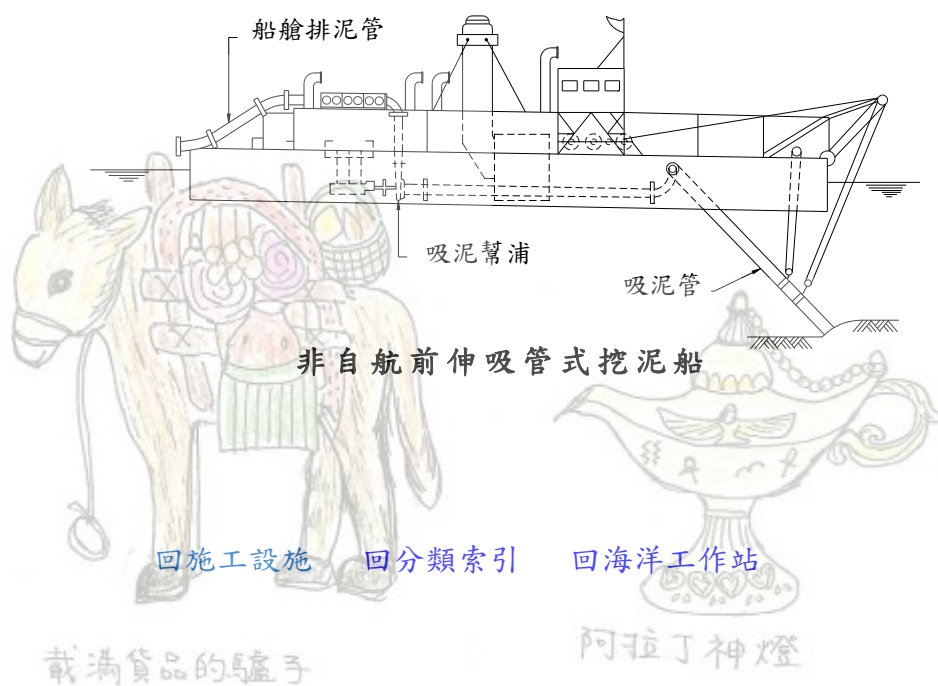 船艙排泥管
吸泥幫浦
吸泥管
非自航前伸吸管式挖泥船
回施工設施 回分類索引 回海洋工作站
載滿貨品的驢子
阿拉丁神燈